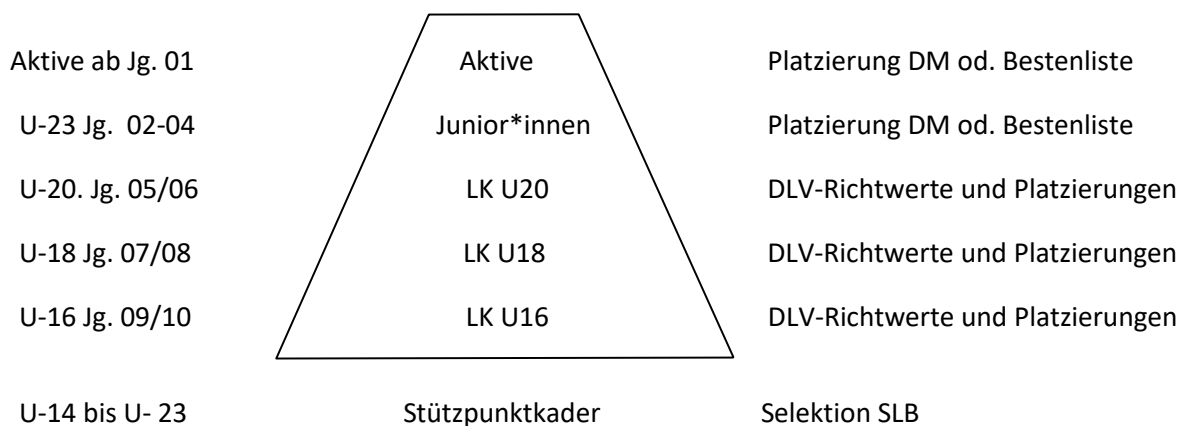 Aktive ab Jg. 01 Aktive Platzierung DM od. Bestenliste
U-23 Jg. 02-04 Junior*innen Platzierung DM od. Bestenliste
U-20. Jg. 05/06 LK U20 DLV-Richtwerte und Platzierungen
U-18 Jg. 07/08 LK U18 DLV-Richtwerte und Platzierungen
U-16 Jg. 09/10 LK U16 DLV-Richtwerte und Platzierungen
U-14 bis U- 23 Stützpunktkader Selektion SLB